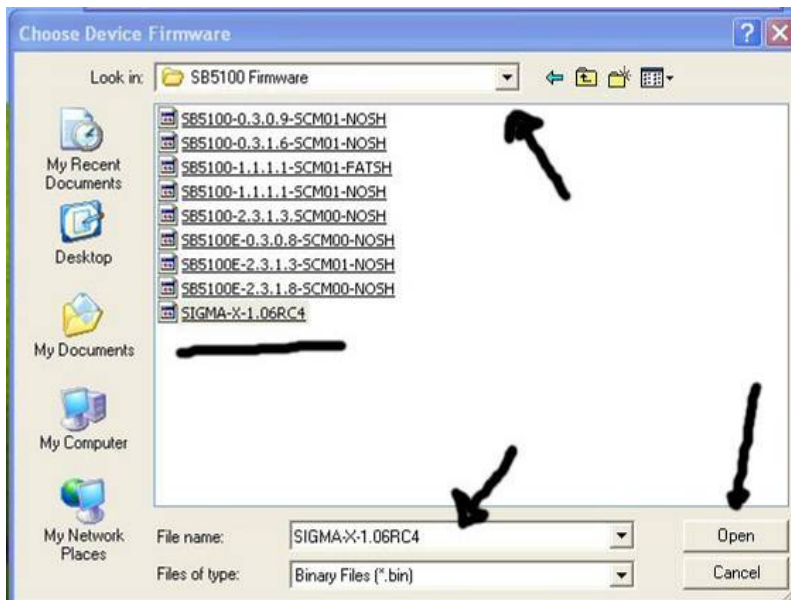 Choose Device Firmware
Look in: SB5100 Firmware
SB5100-0.3.0.9-SCM01-NOSH
SB5100-0.3.1.6-SCM01-NOSH
SB5100-1.1.1.1-SCM01-FATSH
SB5100-1.1.1.1-SCM01-NOSH
SB5100-2.3.1.3.SCM00-NOSH
SB5100E-0.3.0.8-SCM00-NOSH
SB5100E-2.3.1.3-SCM01-NOSH
SB5100E-2.3.1.8-SCM00-NOSH
SIGMA-X-1.06RC4
My Recent
Documents
Desktop
My Documents
My Computer
My Network
Places
File name: SIGMA-X-1.06RC4 Open
Files of type: Binary Files (*.bin) Cancel